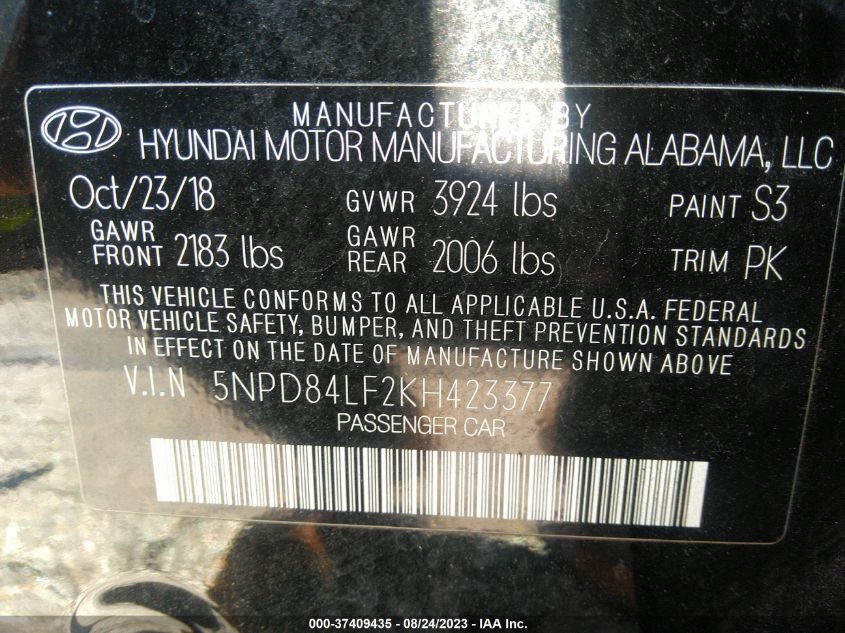 MANUFACTURED BY
HYUNDAI MOTOR MANUFACTURING ALABAMA, LLC
Oct/23/18 GVWR 3924 lbs PAINT S3
GAWR FRONT 2183 lbs GAWR REAR 2006 lbs TRIM PK
THIS VEHICLE CONFORMS TO ALL APPLICABLE U.S.A. FEDERAL
MOTOR VEHICLE SAFETY, BUMPER, AND THEFT PREVENTION STANDARDS
IN EFFECT ON THE DATE OF MANUFACTURE SHOWN ABOVE
V.I.N 5NPD84LF2KH423377
PASSENGER CAR
000-37409435 - 08/24/2023 - IAA Inc.